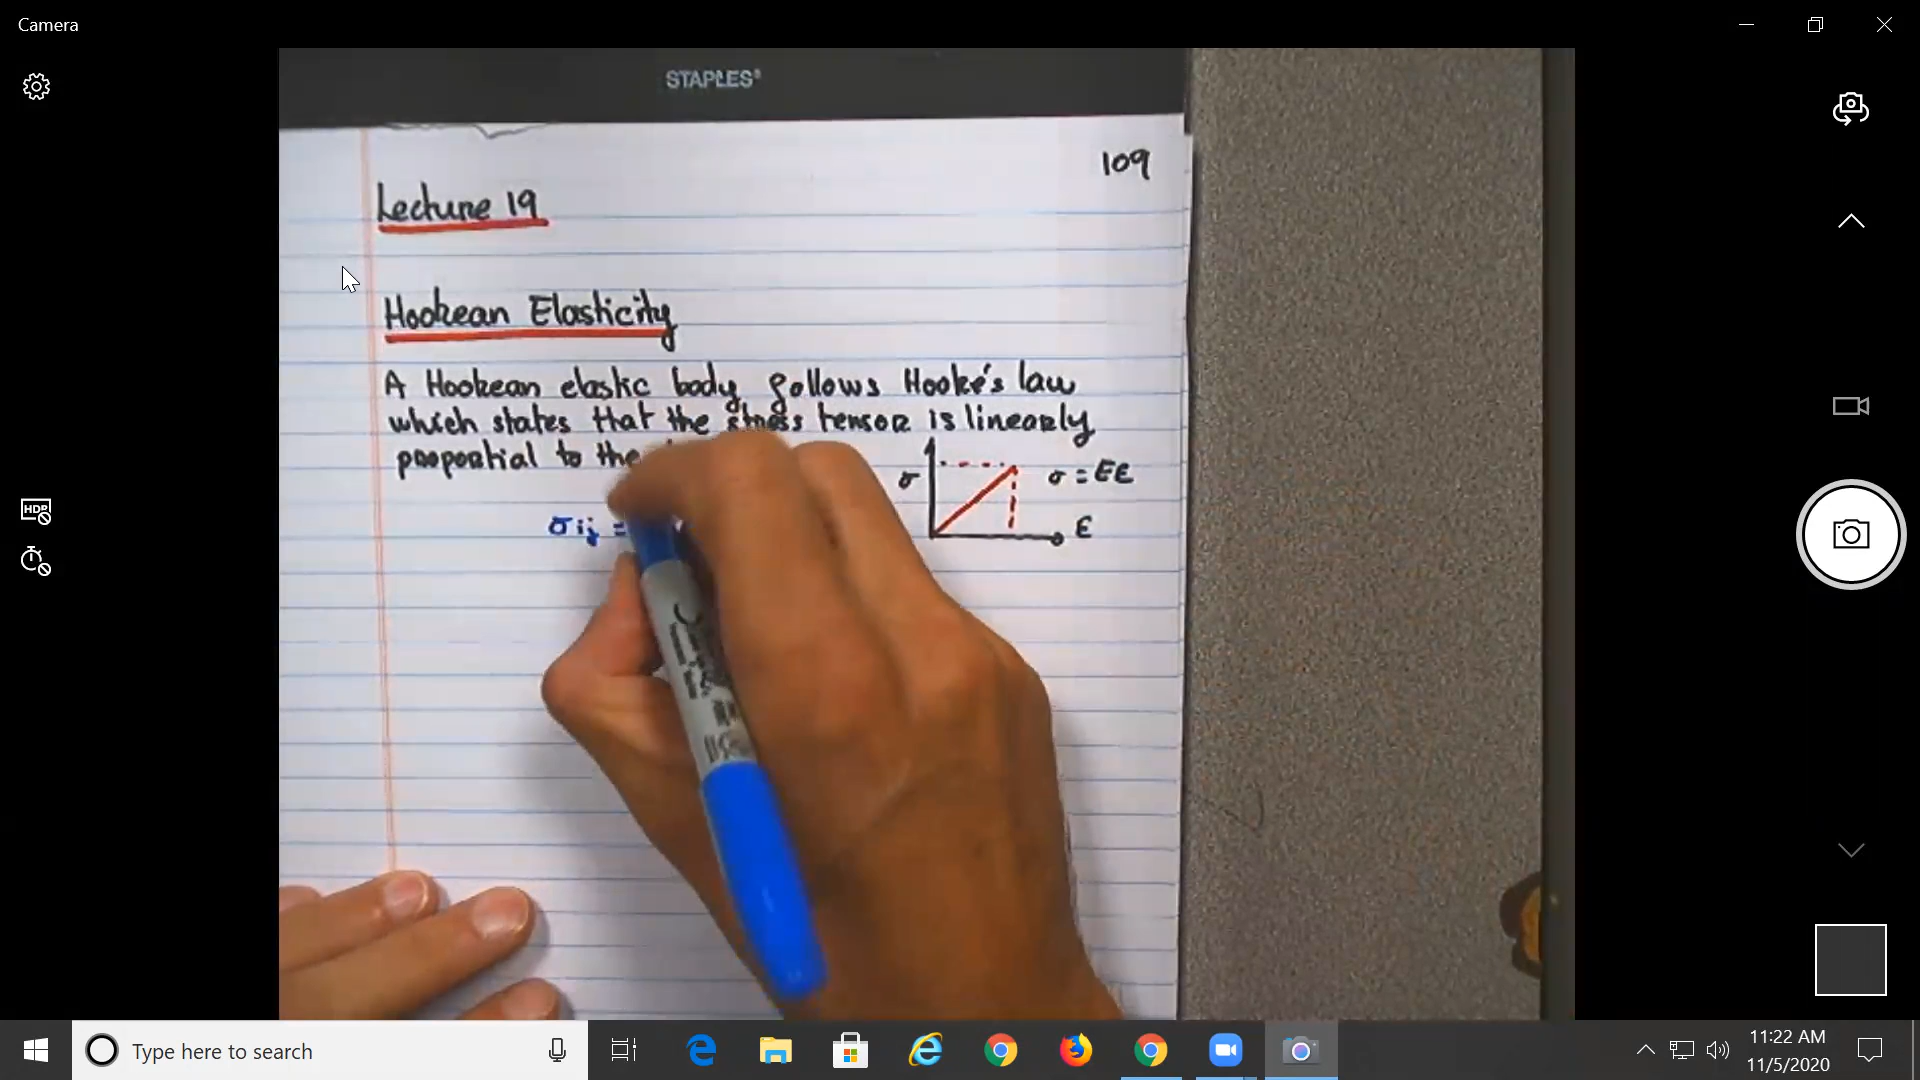 Camera
STAPLES
109
Lecture 19
Hookean Elasticity
A Hookean elastic body follows Hooke's law
which states that the stress tensor is linearly
proportial to the
σ
σ = Eε
σij =
ε
Type here to search
11:22 AM
11/5/2020